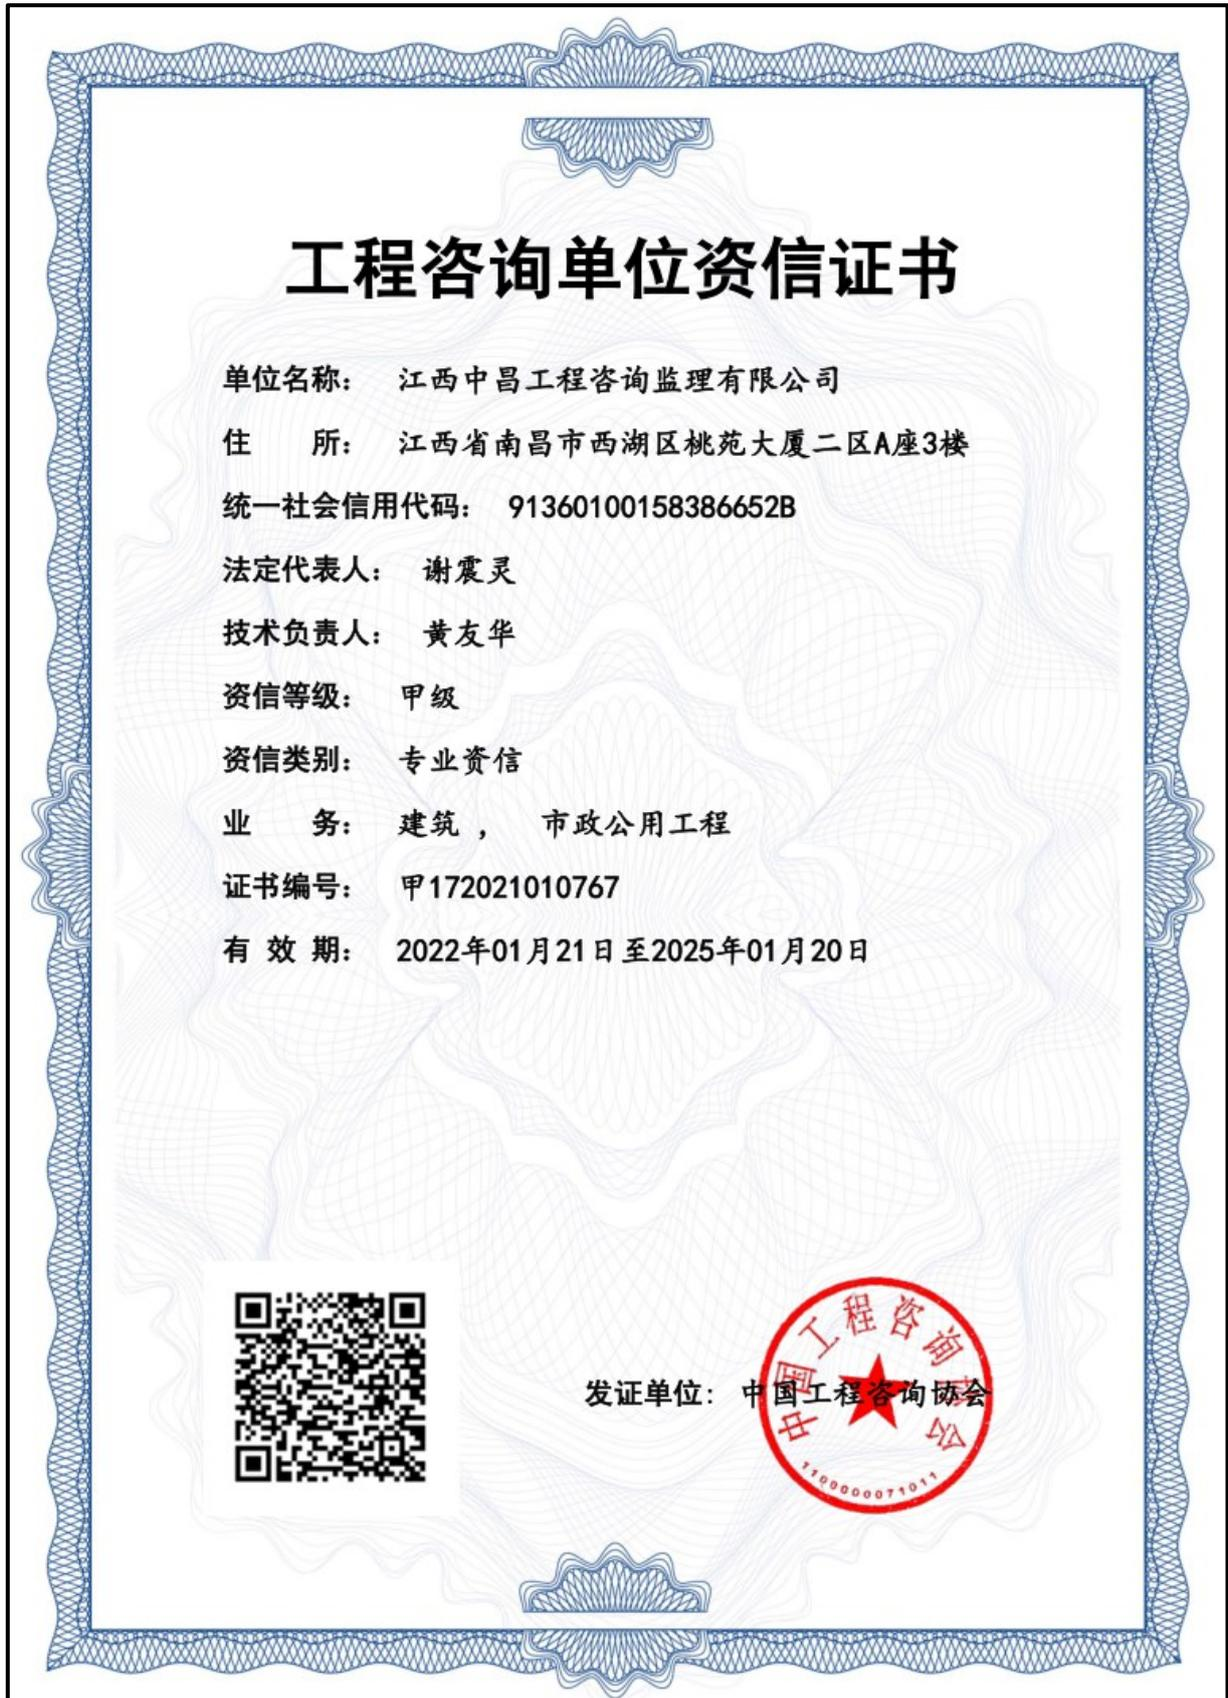 工程咨询单位资信证书
单位名称： 江西中昌工程咨询监理有限公司
住 所： 江西省南昌市西湖区桃苑大厦二区A座3楼
统一社会信用代码： 91360100158386652B
法定代表人： 谢震灵
技术负责人： 黄友华
资信等级： 甲级
资信类别： 专业资信
业 务： 建筑 ， 市政公用工程
证书编号： 甲172021010767
有 效 期： 2022年01月21日至2025年01月20日
发证单位： 中国工程咨询协会
中国工程咨询协会
1100000071011